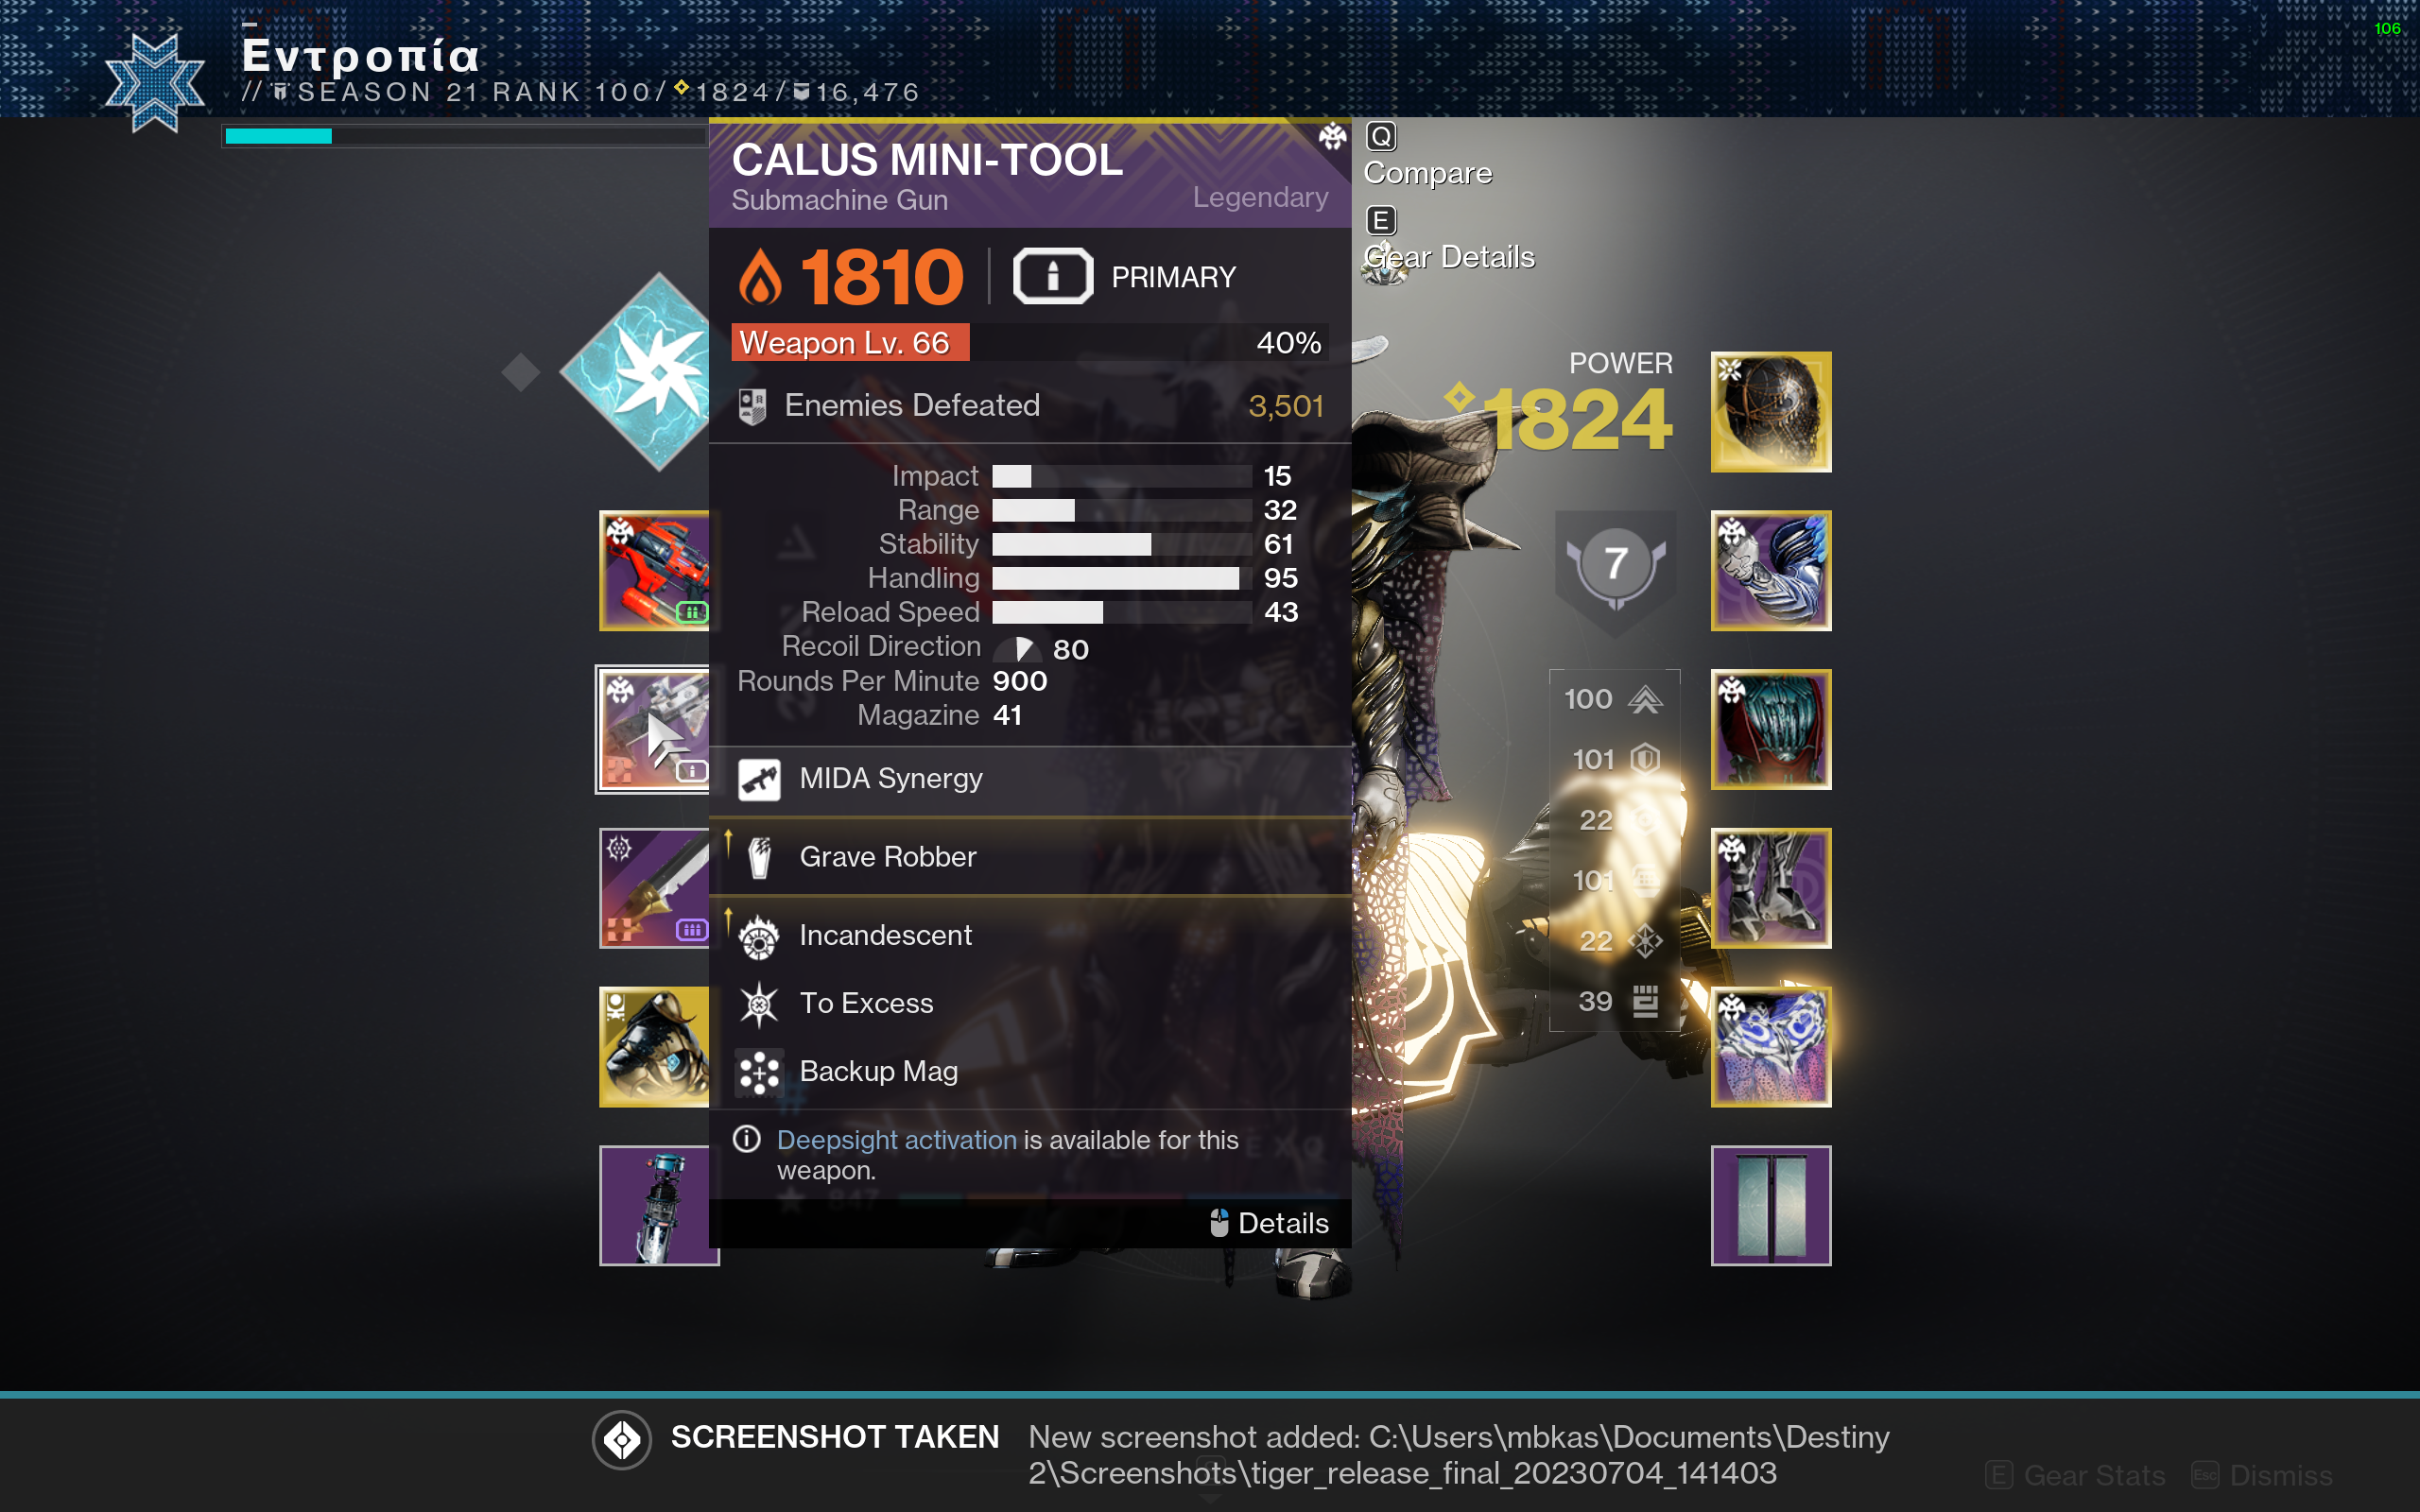 Εντροπία
// SEASON 21 RANK 100/ 1824/ 16,476
106
CALUS MINI-TOOL
Submachine Gun
Legendary
1810
PRIMARY
Weapon Lv. 66
40%
Enemies Defeated
3,501
Impact 15
Range 32
Stability 61
Handling 95
Reload Speed 43
Recoil Direction 80
Rounds Per Minute 900
Magazine 41
MIDA Synergy
Grave Robber
Incandescent
To Excess
Backup Mag
Deepsight activation is available for this
weapon.
847
Details
Q
Compare
E
Gear Details
POWER
1824
7
100
101
22
101
22
39
SCREENSHOT TAKEN
New screenshot added: C:\Users\mbkas\Documents\Destiny
2\Screenshots\tiger_release_final_20230704_141403
E Gear Stats
Esc Dismiss